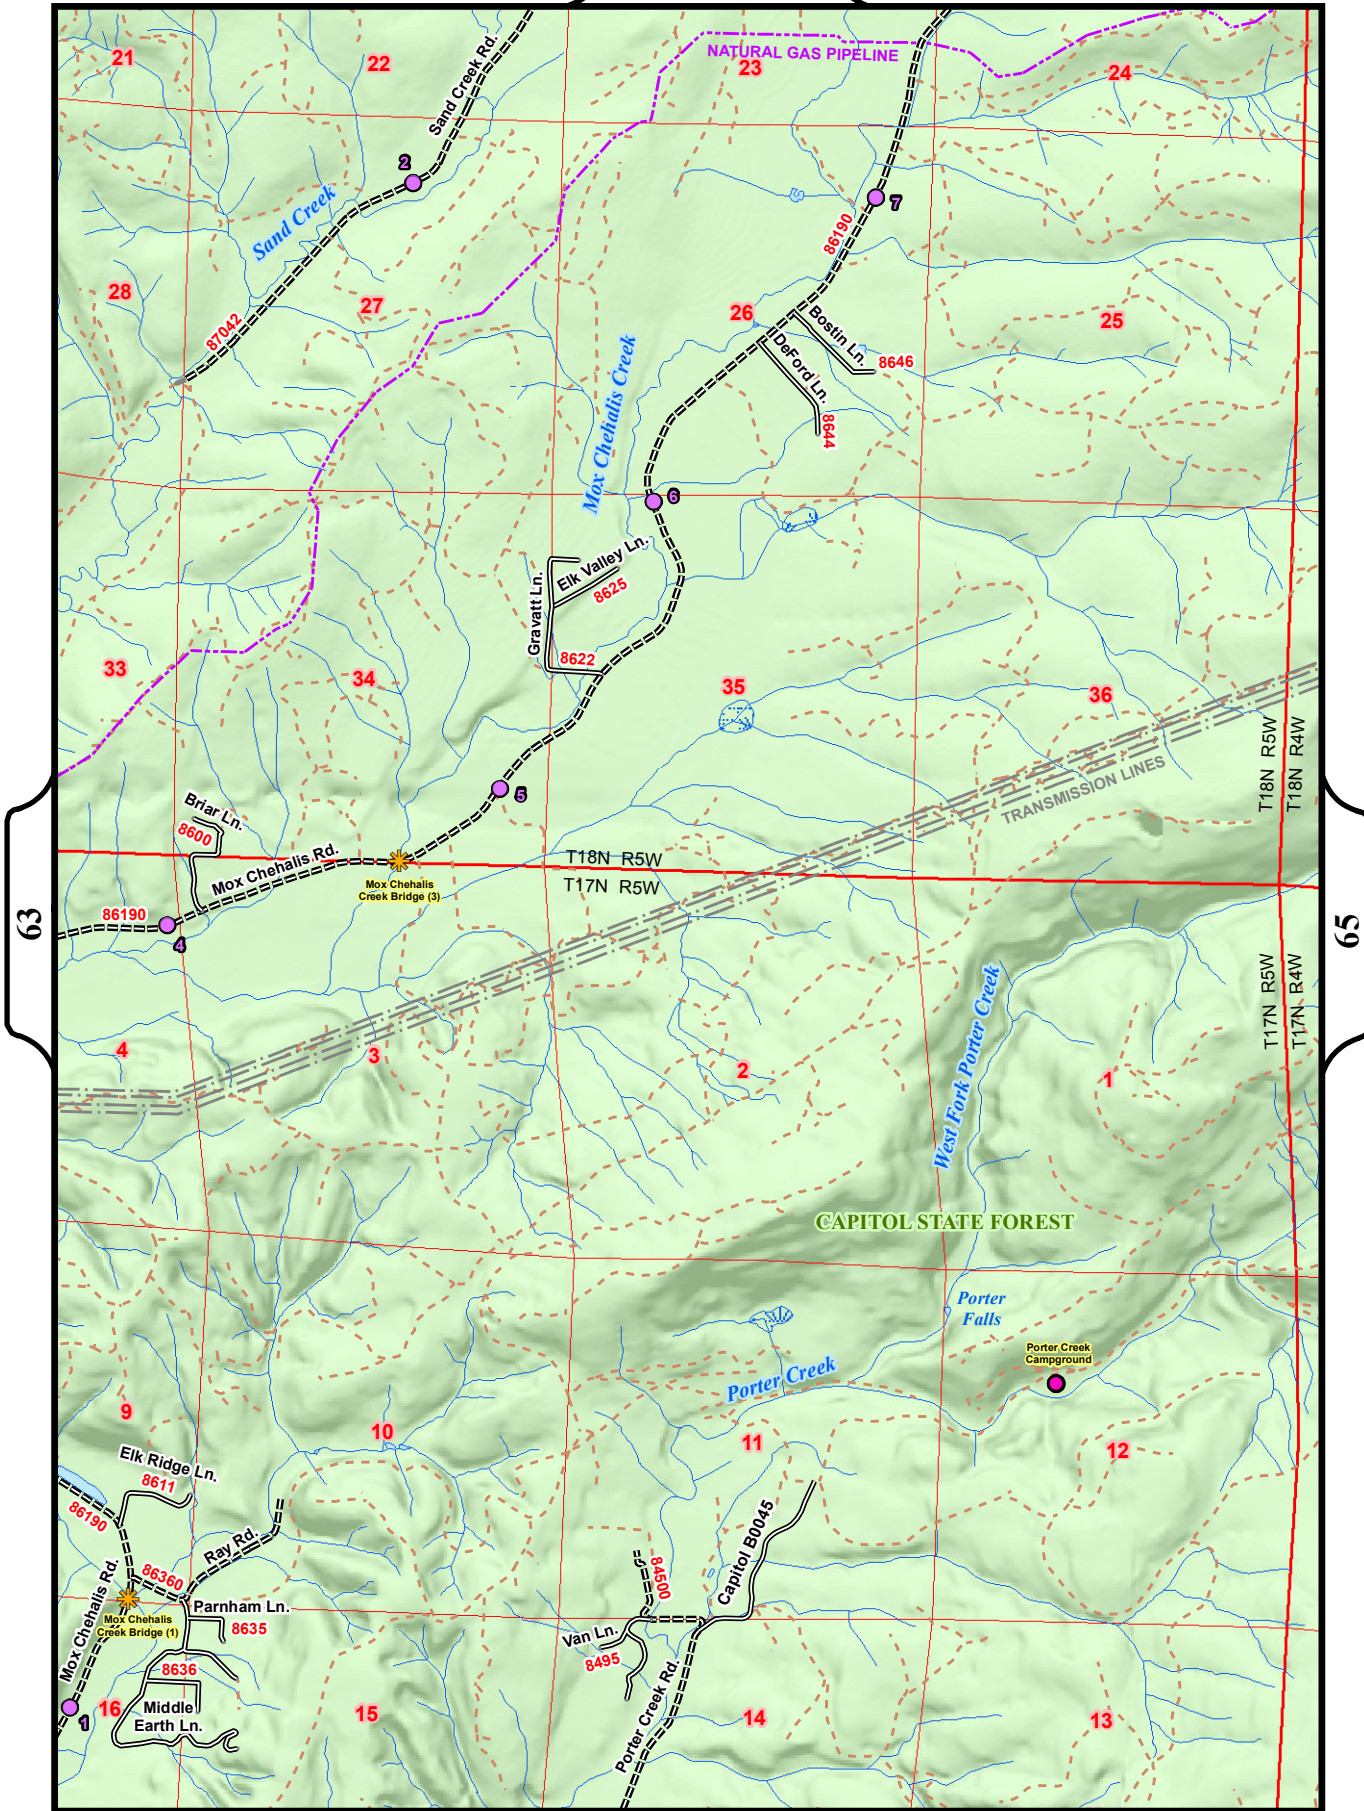 21
22
Sand Creek Rd.
NATURAL GAS PIPELINE
23
24
2
Sand Creek
7
86190
28
27
87042
26
25
Bostin Ln.
8646
DeFord Ln.
8644
Mox Chehalis Creek
6
Elk Valley Ln.
8625
Gravatt Ln.
8622
33
34
35
36
TRANSMISSION LINES
T18N R5W
T18N R4W
5
Briar Ln.
8600
Mox Chehalis Rd.
T18N R5W
T17N R5W
Mox Chehalis
Creek Bridge (3)
86190
4
63
65
T17N R5W
T17N R4W
West Fork Porter Creek
4
3
2
1
CAPITOL STATE FOREST
Porter
Falls
Porter Creek
Campground
Porter Creek
9
10
11
12
Elk Ridge Ln.
8611
86190
Ray Rd.
86360
Mox Chehalis Rd.
Parnham Ln.
8635
Mox Chehalis
Creek Bridge (1)
84500
Capitol B0045
Van Ln.
8495
8636
Porter Creek Rd.
16
Middle
Earth Ln.
1
15
14
13